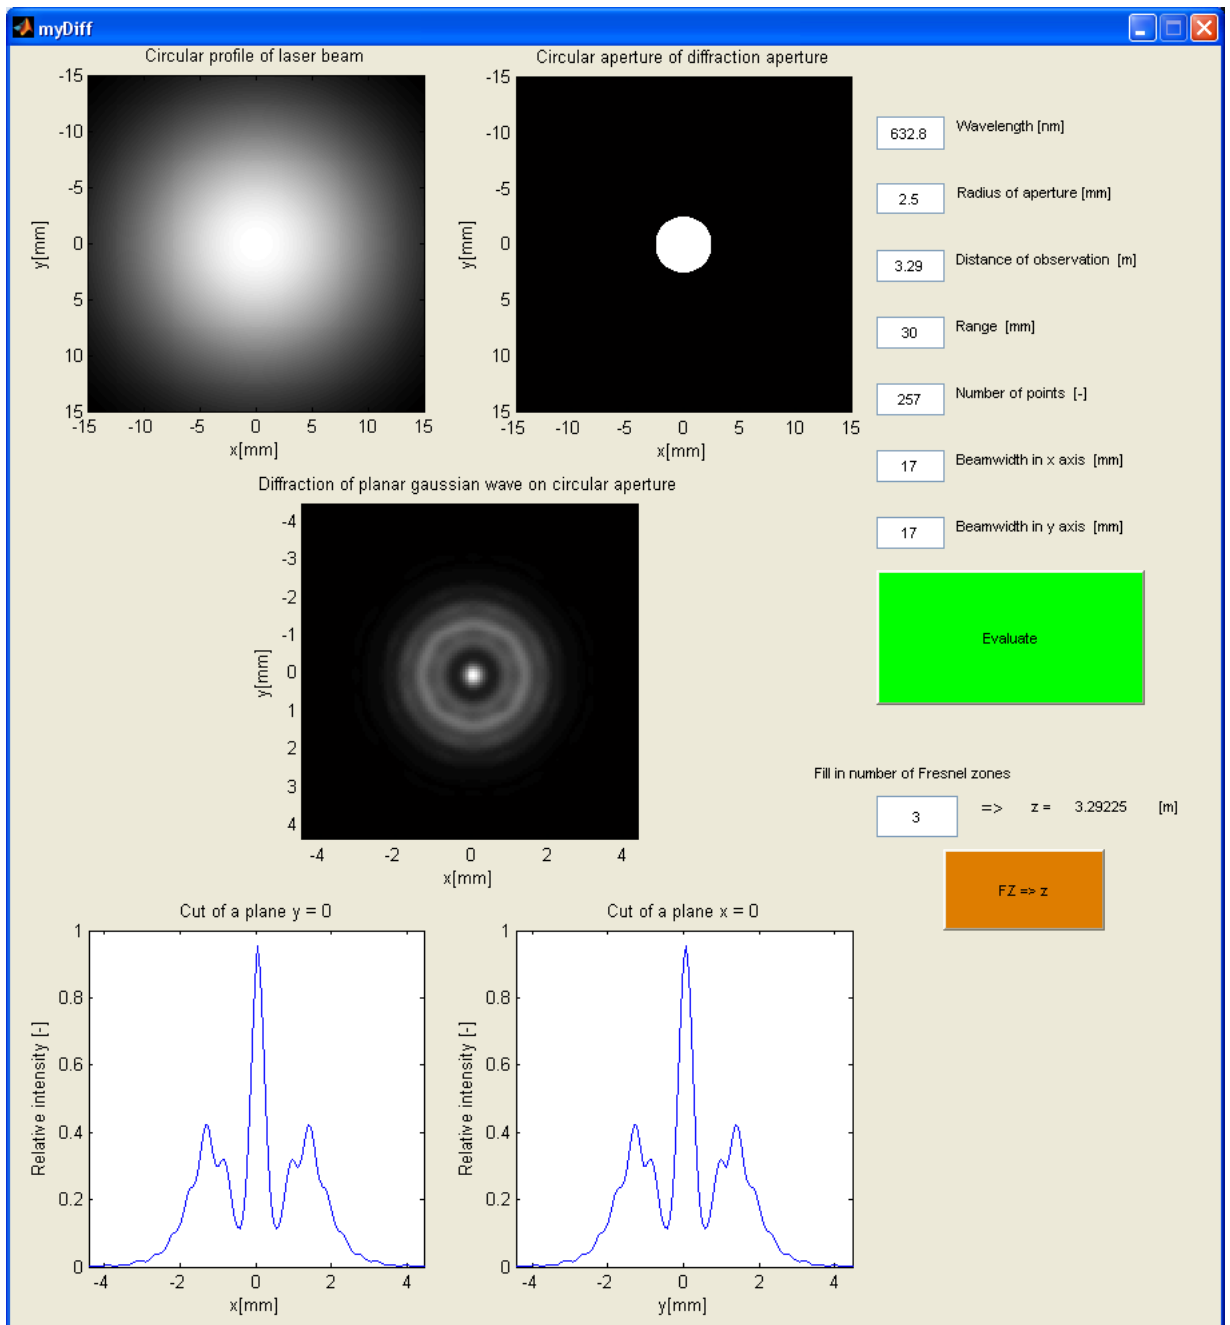 myDiff
Circular profile of laser beam
-15
-10
-5
0
5
10
15
y[mm]
-15 -10 -5 0 5 10 15
x[mm]
Circular aperture of diffraction aperture
-15
-10
-5
0
5
10
15
y[mm]
-15 -10 -5 0 5 10 15
x[mm]
632.8 Wavelength [nm]
2.5 Radius of aperture [mm]
3.29 Distance of observation [m]
30 Range [mm]
257 Number of points [-]
17 Beamwidth in x axis [mm]
17 Beamwidth in y axis [mm]
Evaluate
Diffraction of planar gaussian wave on circular aperture
-4
-3
-2
-1
0
1
2
3
4
y[mm]
-4 -2 0 2 4
x[mm]
Fill in number of Fresnel zones
3 => z = 3.29225 [m]
FZ => z
Cut of a plane y = 0
1
0.8
0.6
0.4
0.2
0
Relative intensity [-]
-4 -2 0 2 4
x[mm]
Cut of a plane x = 0
1
0.8
0.6
0.4
0.2
0
Relative intensity [-]
-4 -2 0 2 4
y[mm]